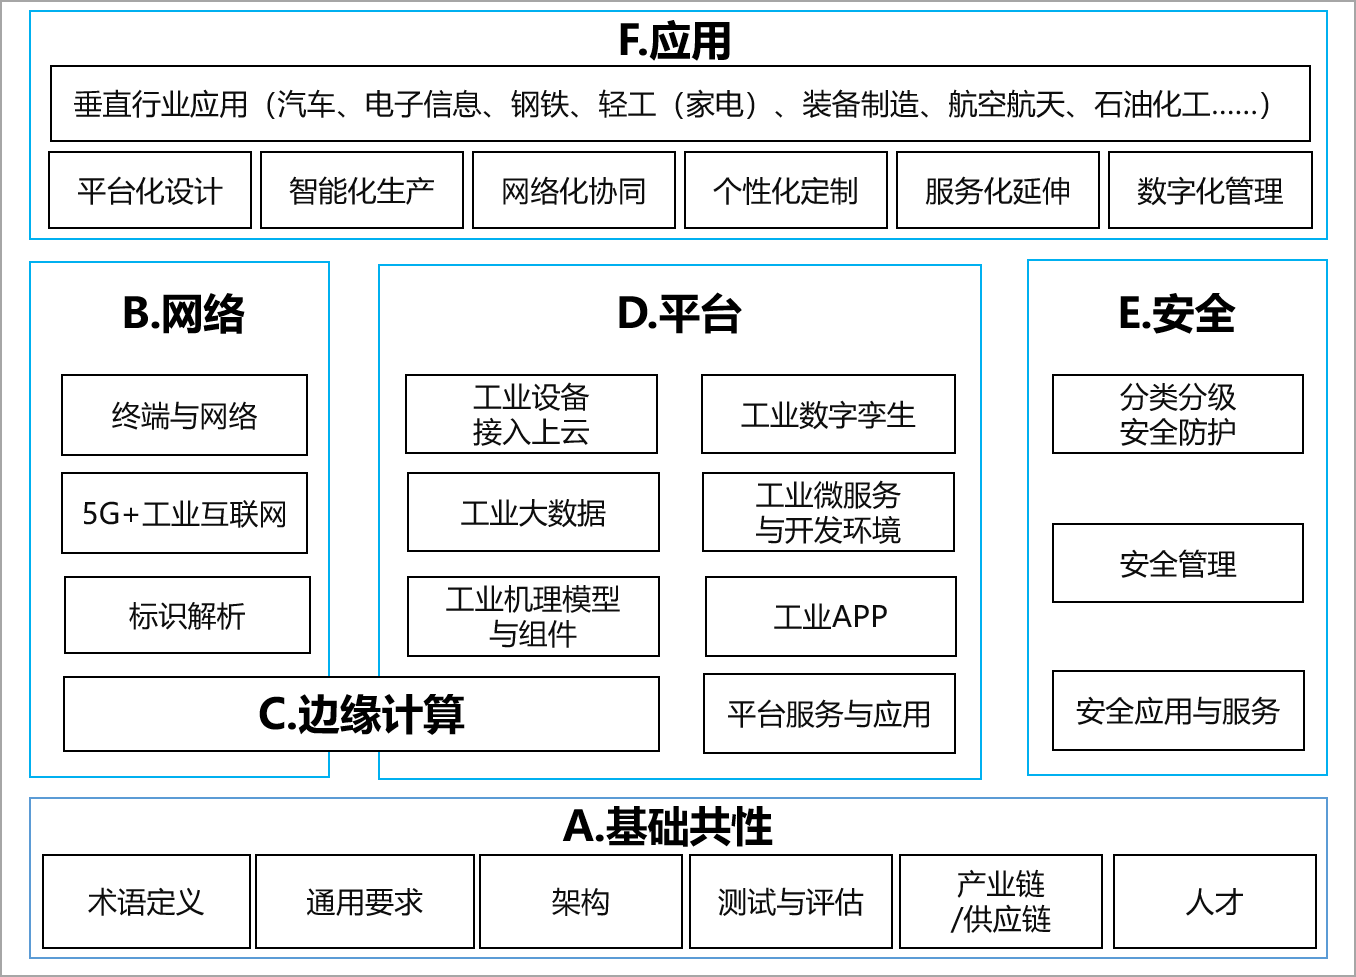 F.应用
垂直行业应用（汽车、电子信息、钢铁、轻工（家电）、装备制造、航空航天、石油化工......）
平台化设计
智能化生产
网络化协同
个性化定制
服务化延伸
数字化管理
B.网络
终端与网络
5G+工业互联网
标识解析
D.平台
工业设备
接入上云
工业数字孪生
工业大数据
工业微服务
与开发环境
工业机理模型
与组件
工业APP
平台服务与应用
C.边缘计算
E.安全
分类分级
安全防护
安全管理
安全应用与服务
A.基础共性
术语定义
通用要求
架构
测试与评估
产业链
/供应链
人才